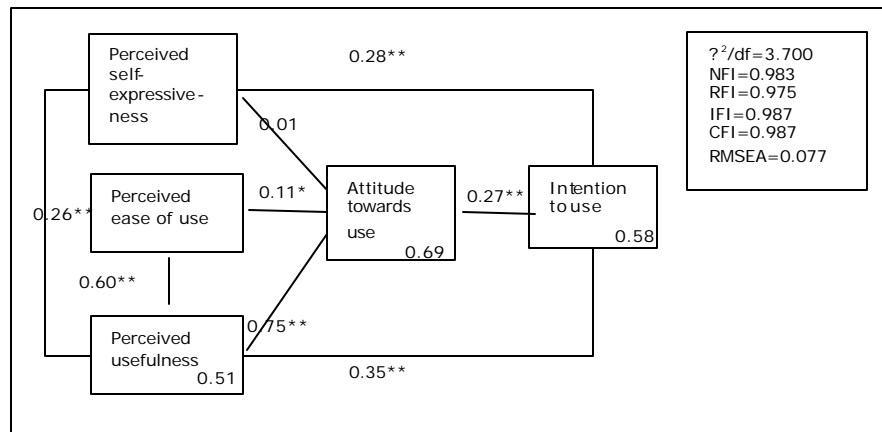 Perceived
self-
expressive-
ness
0.28**
?²/df=3.700
NFI=0.983
RFI=0.975
IFI=0.987
CFI=0.987
RMSEA=0.077
0.01
Perceived
ease of use
0.11*
Attitude
towards
use
0.69
0.27**
Intention
to use
0.58
0.26**
0.60**
Perceived
usefulness
0.51
0.75**
0.35**